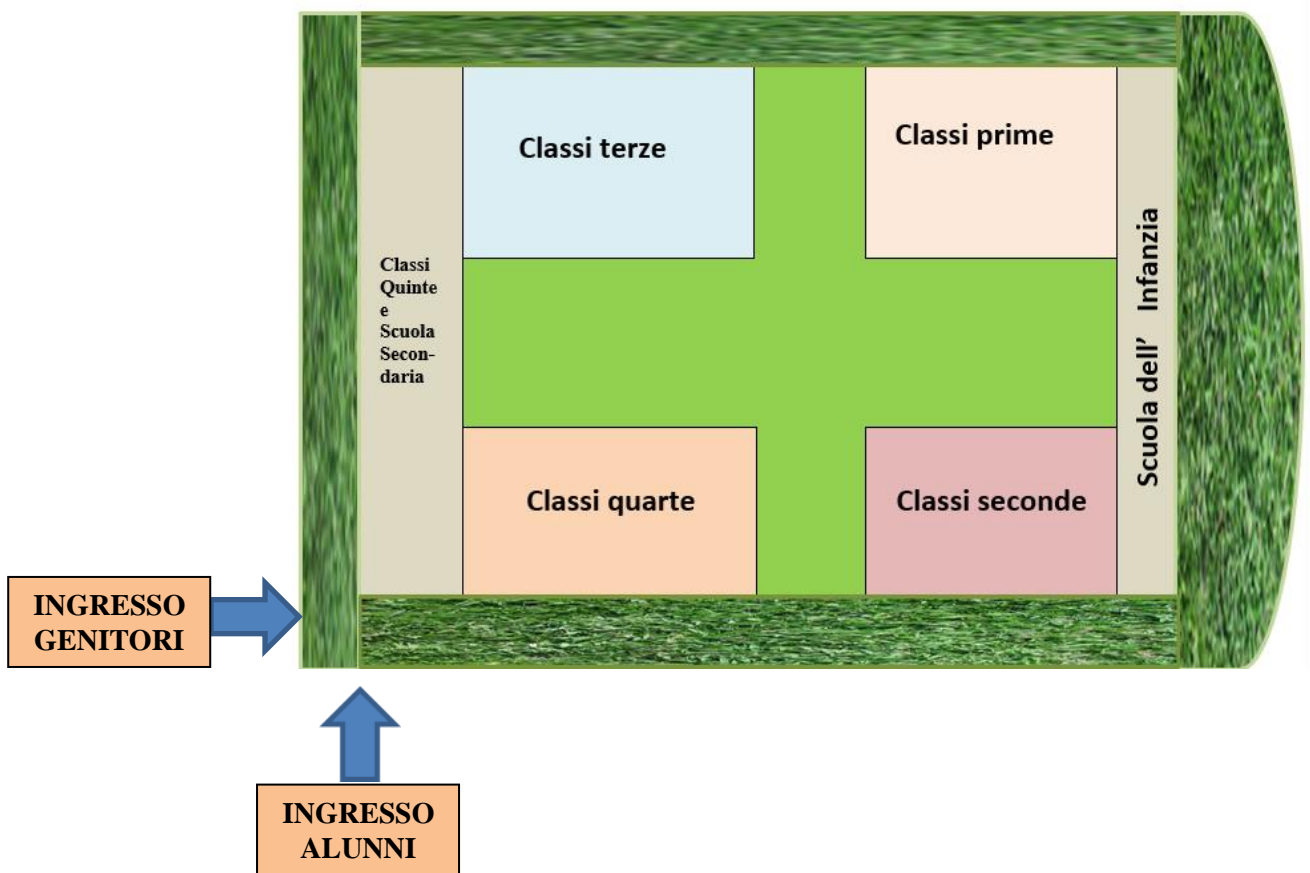 Classi terze
Classi prime
Classi
Quinte
e
Scuola
Secon-
daria
Scuola dell' Infanzia
Classi quarte
Classi seconde
INGRESSO
GENITORI
INGRESSO
ALUNNI